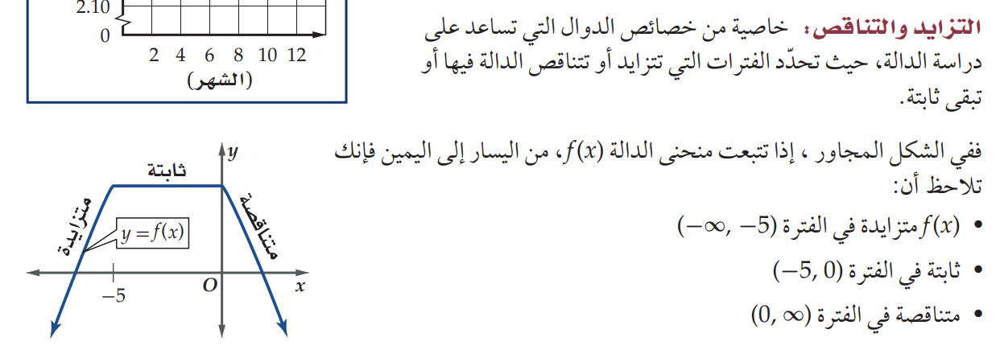 التزايد والتناقص: خاصية من خصائص الدوال التي تساعد على
دراسة الدالة، حيث تحدّد الفترات التي تتزايد أو تتناقص الدالة فيها أو
تبقى ثابتة.
ففي الشكل المجاور ، إذا تتبعت منحنى الدالة f(x)، من اليسار إلى اليمين فإنك
تلاحظ أن:
• f(x) متزايدة في الفترة (−∞, −5)
• ثابتة في الفترة (−5, 0)
• متناقصة في الفترة (0, ∞)
2.10
0
2 4 6 8 10 12
(الشهر)
y
ثابتة
متزايدة
متناقصة
y = f(x)
−5
O
x